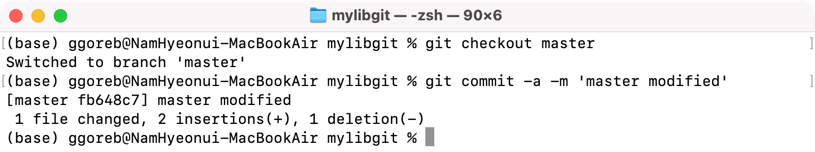 mylibgit — -zsh — 90×6
[(base) ggoreb@NamHyeonui-MacBookAir mylibgit % git checkout master ]
Switched to branch 'master'
[(base) ggoreb@NamHyeonui-MacBookAir mylibgit % git commit -a -m 'master modified' ]
[master fb648c7] master modified
 1 file changed, 2 insertions(+), 1 deletion(-)
(base) ggoreb@NamHyeonui-MacBookAir mylibgit %